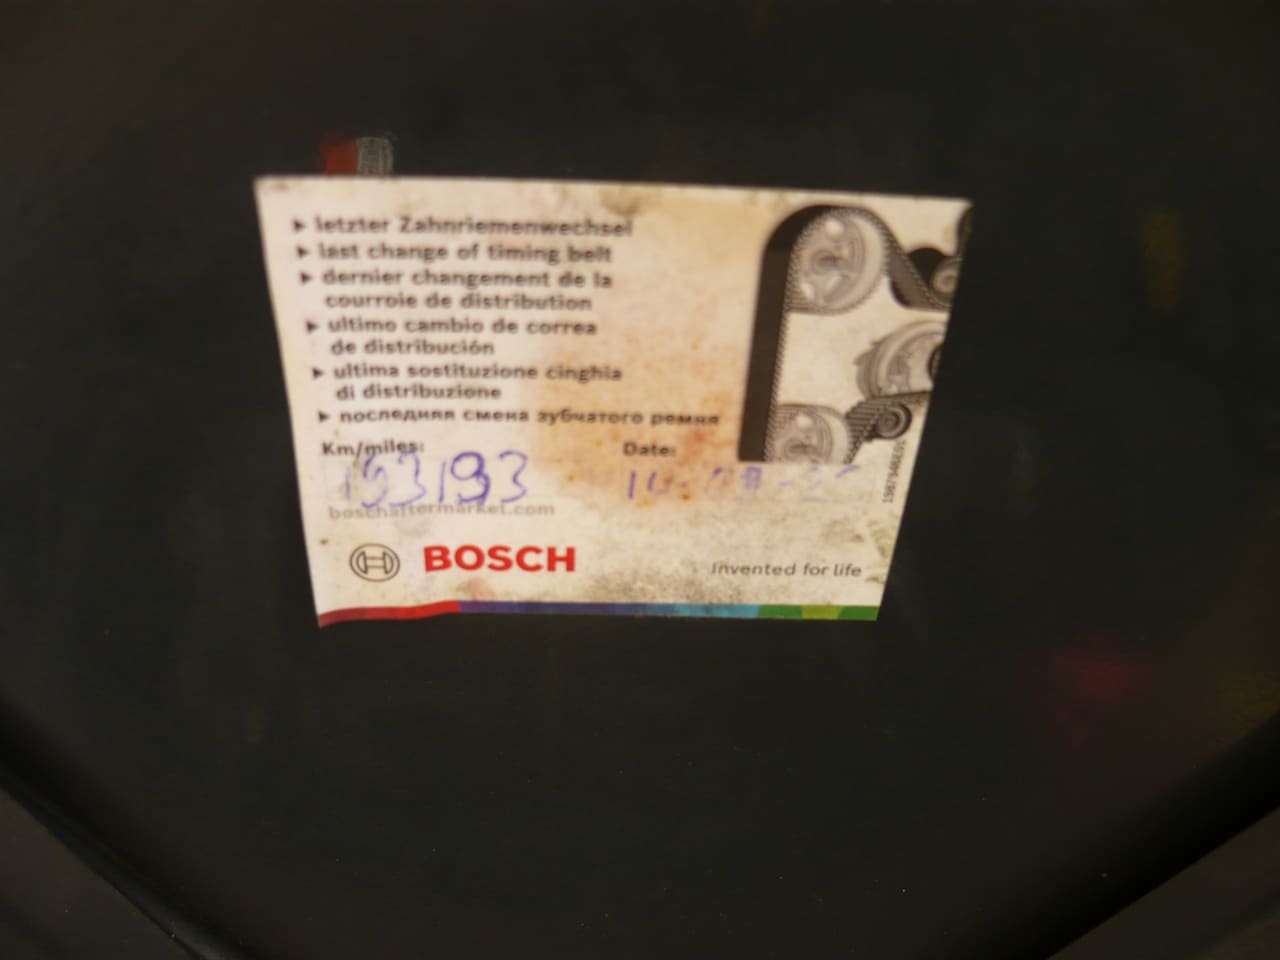 letzter Zahnriemenwechsel
last change of timing belt
dernier changement de la
courroie de distribution
ultimo cambio de correa
de distribución
ultima sostituzione cinghia
di distribuzione
последняя смена зубчатого ремня
Km/miles:
Date:
193193
boschaftermarket.com
BOSCH
Invented for life